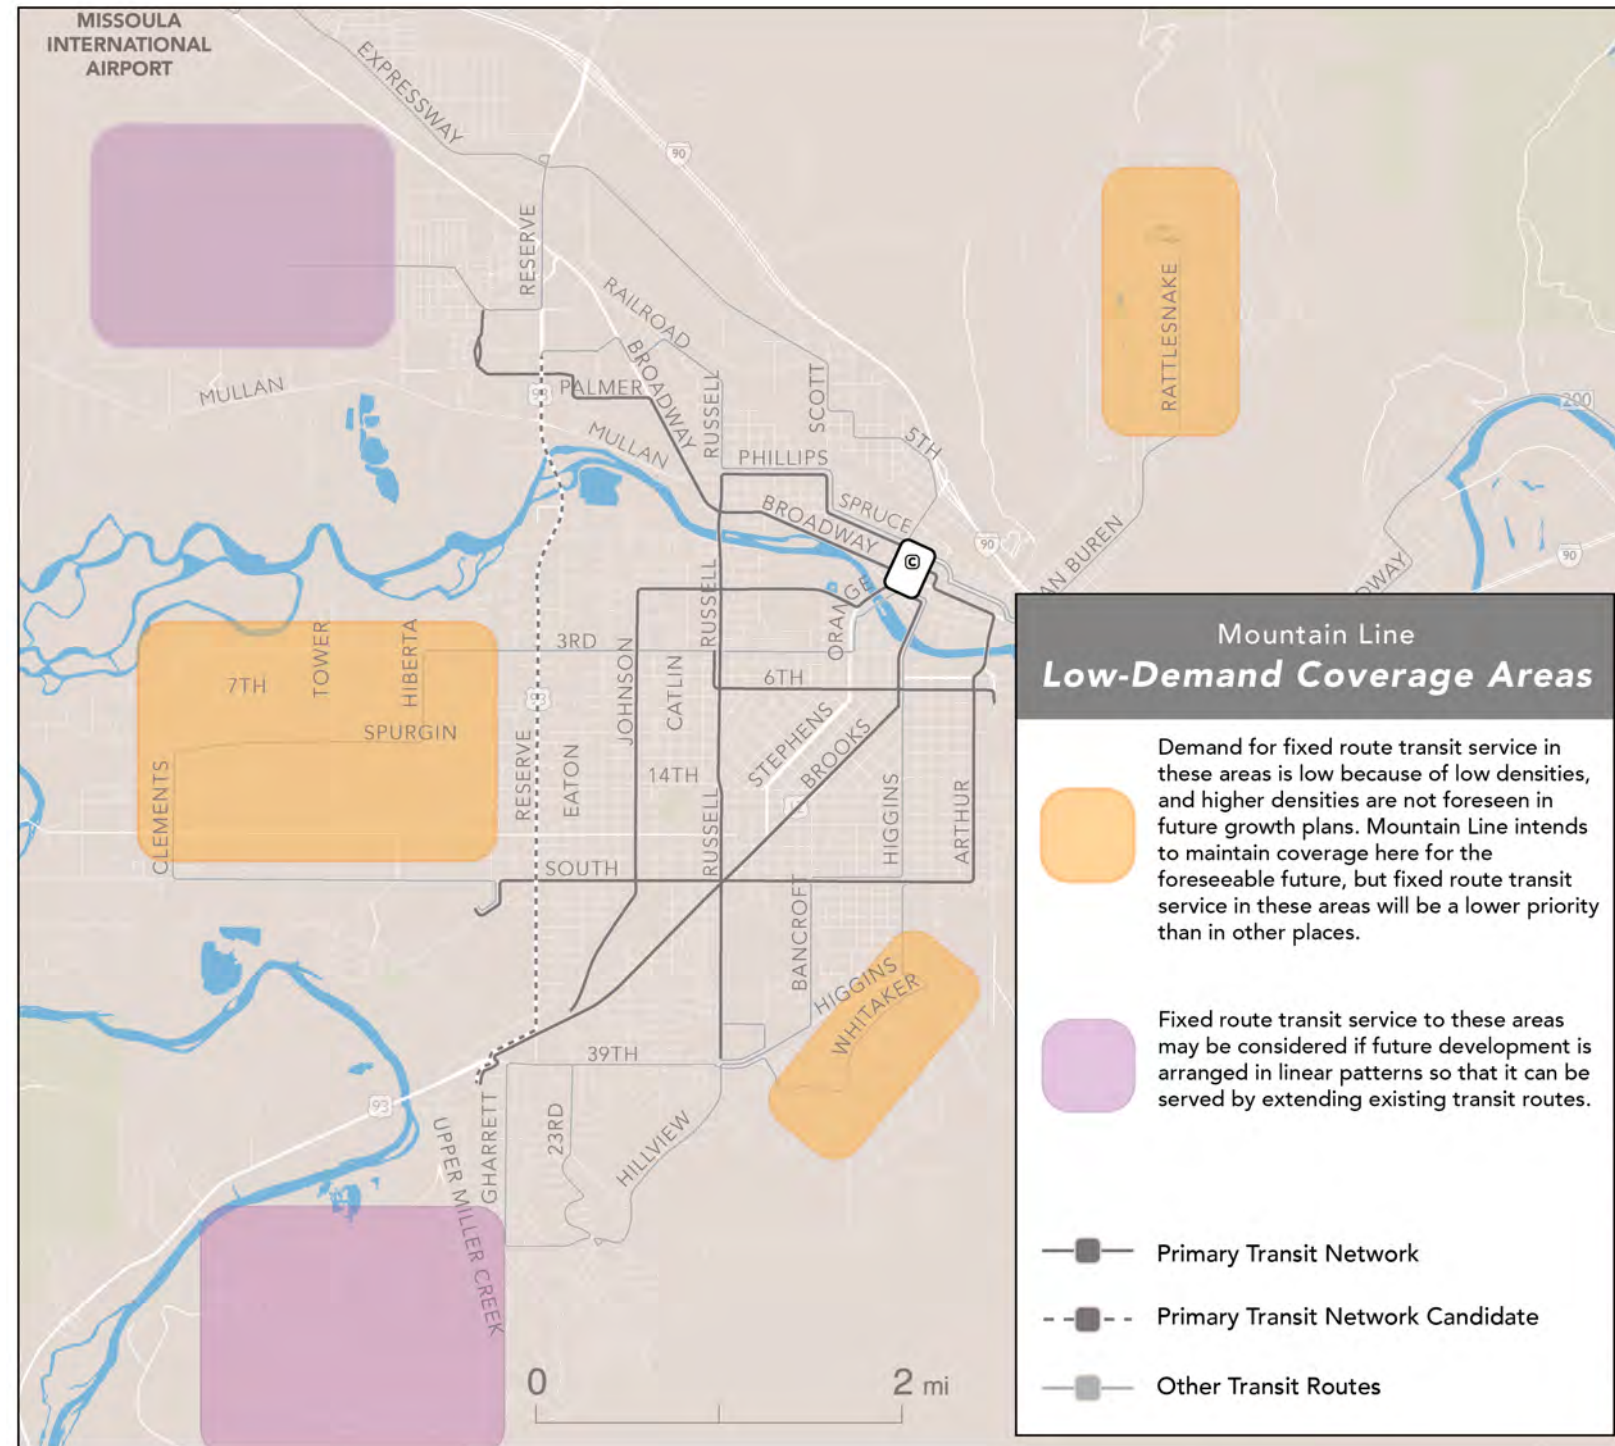 MISSOULA
INTERNATIONAL
AIRPORT
EXPRESSWAY
90
RESERVE
RAILROAD
RATTLESNAKE
MULLAN
93
PALMER
BROADWAY
RUSSELL
SCOTT
200
MULLAN
5TH
PHILLIPS
SPRUCE
BROADWAY
90
90
C
AN BUREN
DWAY
ORANGE
RUSSELL
3RD
TOWER
HIBERTA
7TH
JOHNSON
CATLIN
6TH
93
SPURGIN
STEPHENS
BROOKS
CLEMENTS
RESERVE
EATON
14TH
RUSSELL
HIGGINS
ARTHUR
SOUTH
BANCROFT
HIGGINS
WHITAKER
39TH
93
GHARRETT
UPPER MILLER CREEK
23RD
HILLVIEW
0
2 mi
Mountain Line
Low-Demand Coverage Areas
Demand for fixed route transit service in
these areas is low because of low densities,
and higher densities are not foreseen in
future growth plans. Mountain Line intends
to maintain coverage here for the
foreseeable future, but fixed route transit
service in these areas will be a lower priority
than in other places.
Fixed route transit service to these areas
may be considered if future development is
arranged in linear patterns so that it can be
served by extending existing transit routes.
Primary Transit Network
Primary Transit Network Candidate
Other Transit Routes